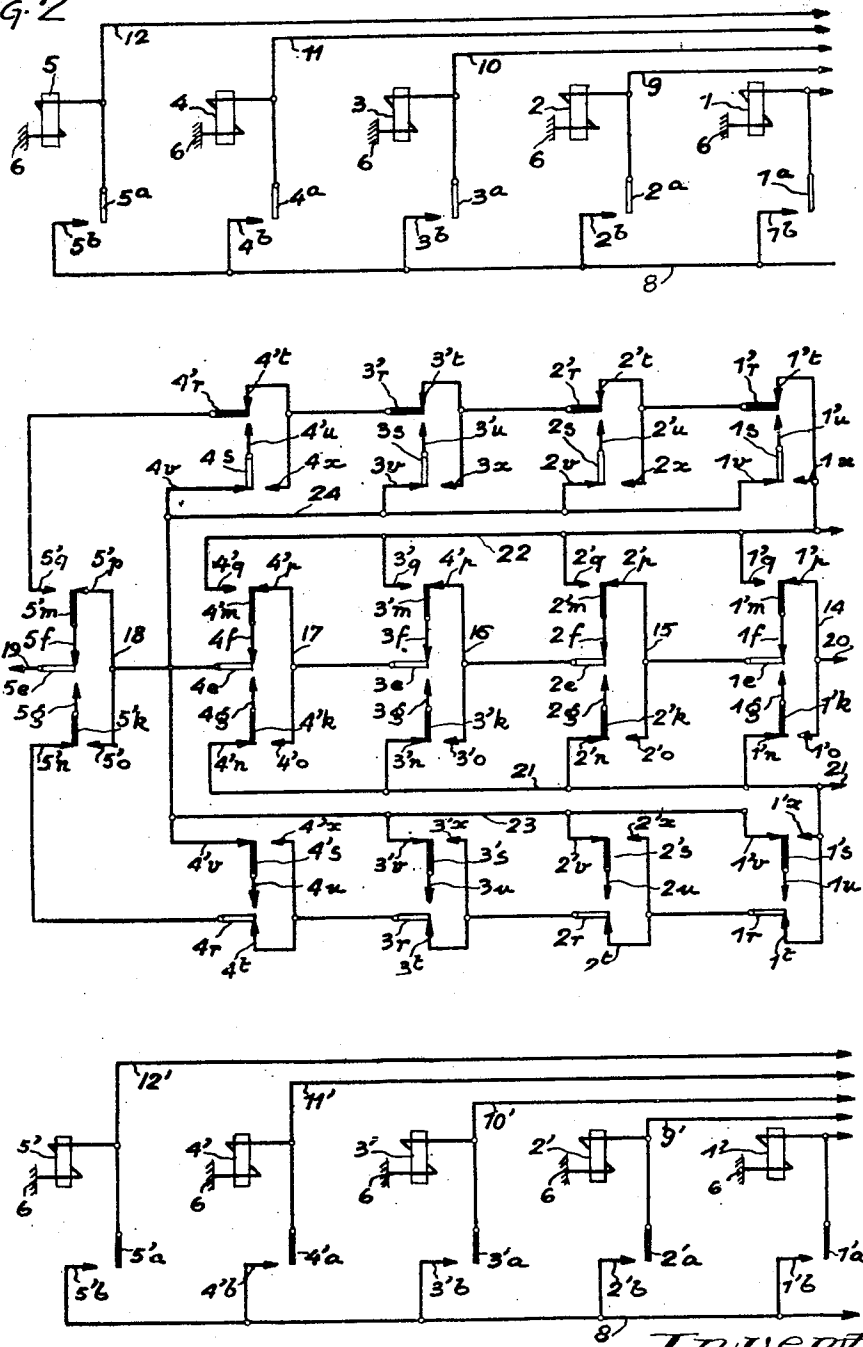 G. 2
12 11 10 9
5 4 3 2 1
6 6 6 6 6
5a 4a 3a 2a 1a
5b 4b 3b 2b 1b
8
4'r 4't 3'r 3't 2'r 2't 1'r 1't
4s 4'u 3s 3'u 2s 2'u 1s 1'u
4v 4x 3v 3x 2v 2x 1v 1x
24
22
5'q 5'p 4'q 4'p 3'q 4'p 2'q 2'p 1'q 1'p
5'm 4'm 3'm 2'm 1'm 14
19 5f 18 4f 17 3f 16 2f 15 1f 20
5e 4e 3e 2e 1e
5g 5'k 4g 4'k 3g 3'k 2g 2'k 1g 1'k
5'n 5'o 4'n 4'o 3'n 3'o 2'n 2'o 1'n 1'o
21 21
23
4'x 3'x 2'x 1'x
4'v 4's 3'v 3's 2'v 2's 1'v 1's
4u 3u 2u 1u
4r 3r 2r 1r
4t 3t 2t 1t
12' 11' 10' 9'
5' 4' 3' 2' 1'
6 6 6 6 6
5'a 4'a 3'a 2'a 1'a
5'b 4'b 3'b 2'b 1'b
8